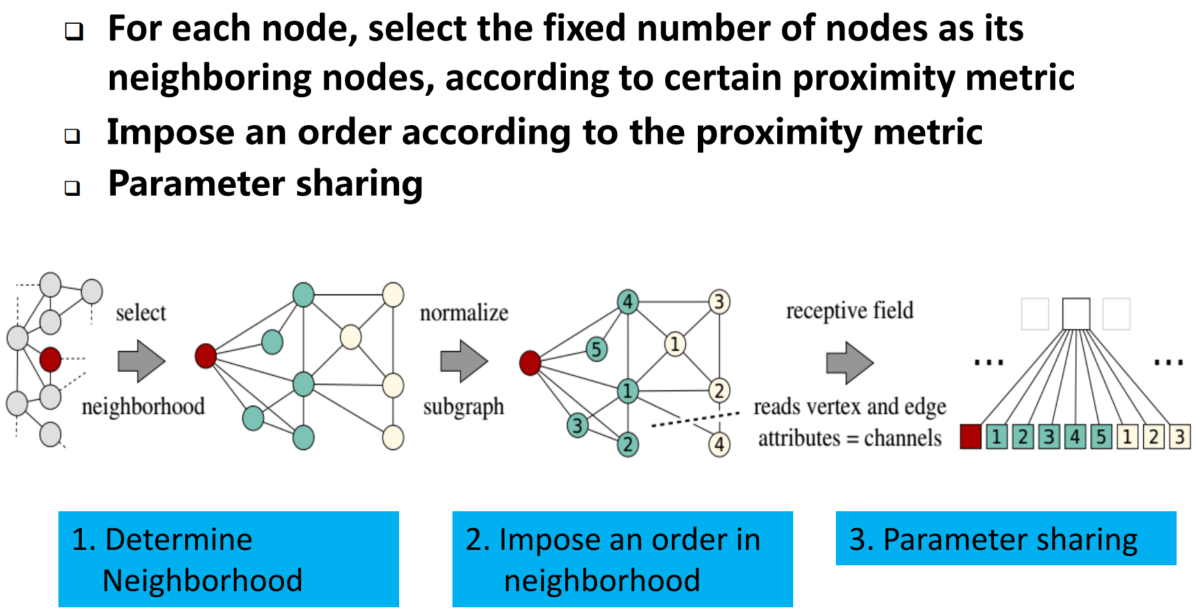 For each node, select the fixed number of nodes as its
neighboring nodes, according to certain proximity metric
Impose an order according to the proximity metric
Parameter sharing
select
neighborhood
normalize
subgraph
4
3
5
1
1
2
3
2
4
receptive field
reads vertex and edge
attributes = channels
...
...
1 2 3 4 5 1 2 3
1. Determine
Neighborhood
2. Impose an order in
neighborhood
3. Parameter sharing